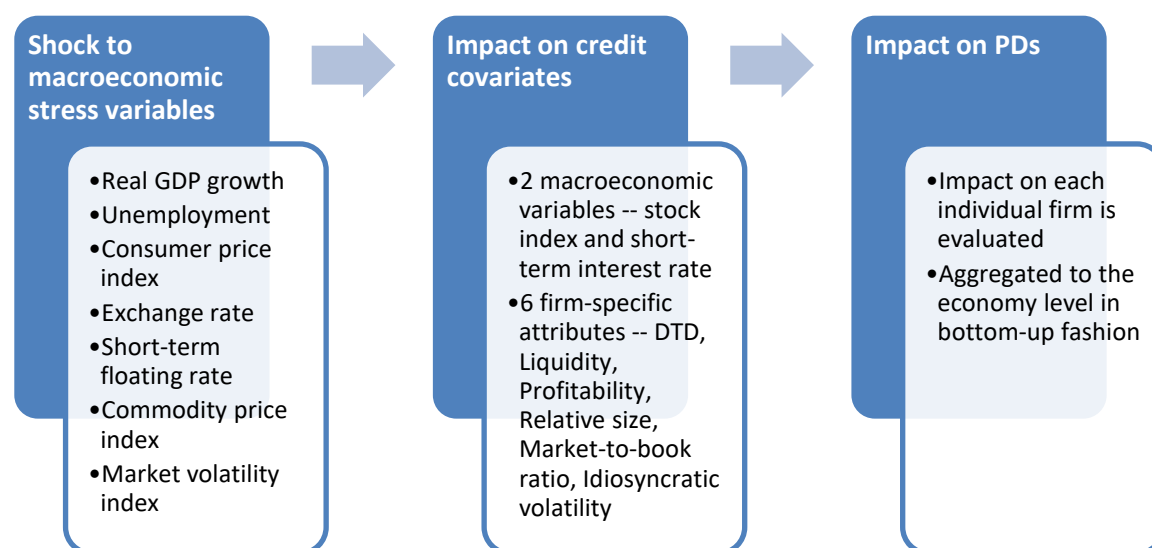 Shock to
macroeconomic
stress variables
•Real GDP growth
•Unemployment
•Consumer price
index
•Exchange rate
•Short-term
floating rate
•Commodity price
index
•Market volatility
index
Impact on credit
covariates
•2 macroeconomic
variables -- stock
index and short-
term interest rate
•6 firm-specific
attributes -- DTD,
Liquidity,
Profitability,
Relative size,
Market-to-book
ratio, Idiosyncratic
volatility
Impact on PDs
•Impact on each
individual firm is
evaluated
•Aggregated to the
economy level in
bottom-up fashion